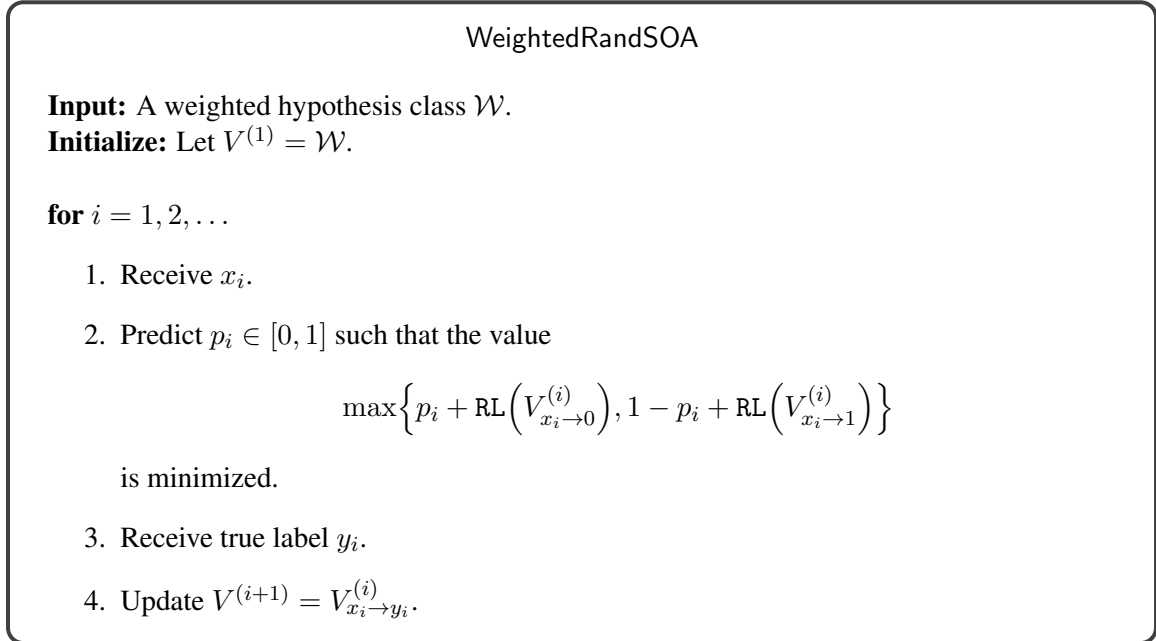 WeightedRandSOA
Input: A weighted hypothesis class 𝒲.
Initialize: Let V^{(1)} = 𝒲.
for i = 1, 2, …
1. Receive x_i.
2. Predict p_i ∈ [0, 1] such that the value
max{p_i + RL(V^{(i)}_{x_i→0}), 1 − p_i + RL(V^{(i)}_{x_i→1})}
is minimized.
3. Receive true label y_i.
4. Update V^{(i+1)} = V^{(i)}_{x_i→y_i}.